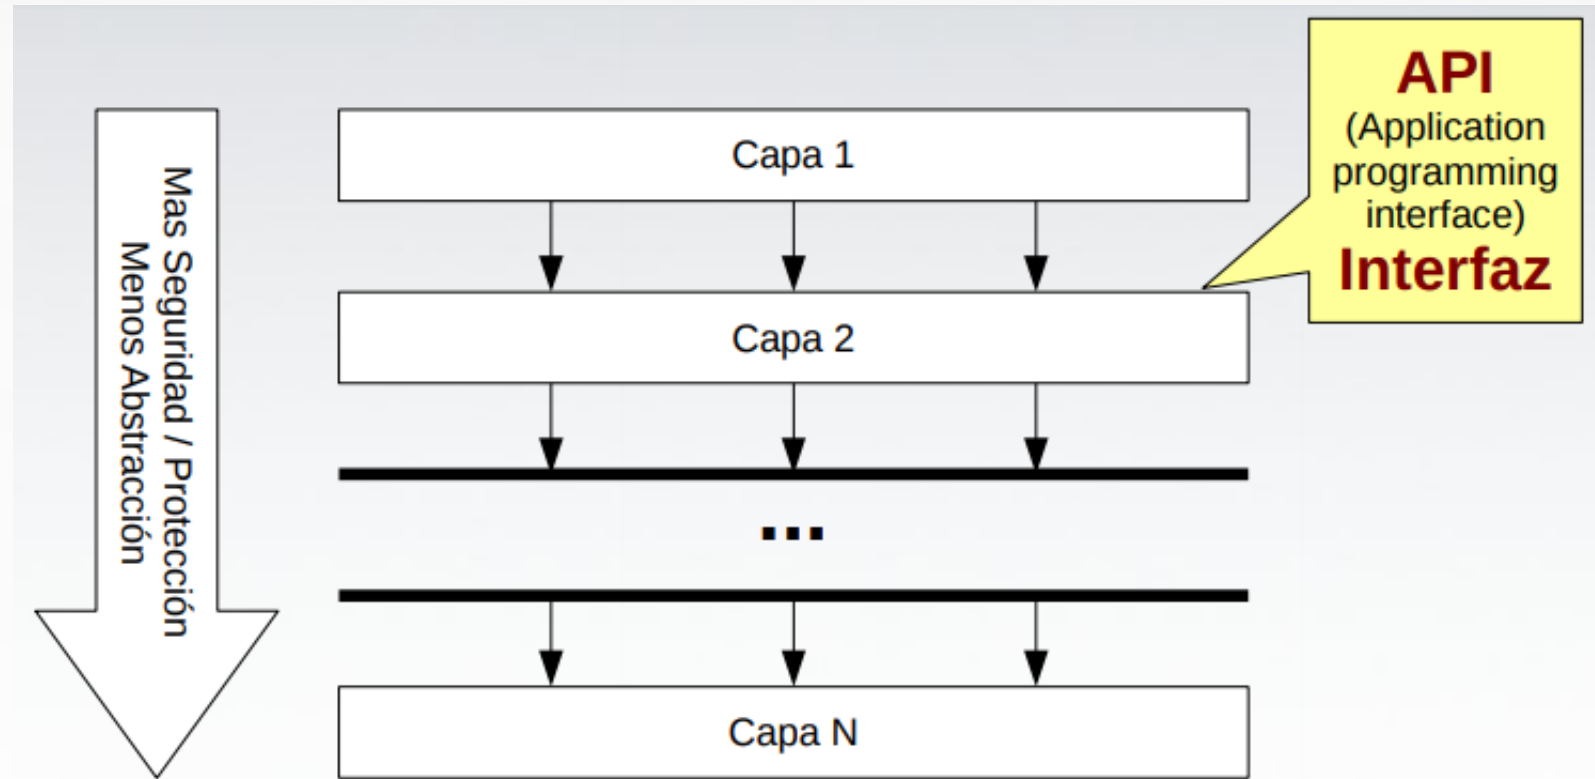 Mas Seguridad / Protección
Menos Abstracción
Capa 1
API
(Application
programming
interface)
Interfaz
Capa 2
...
Capa N